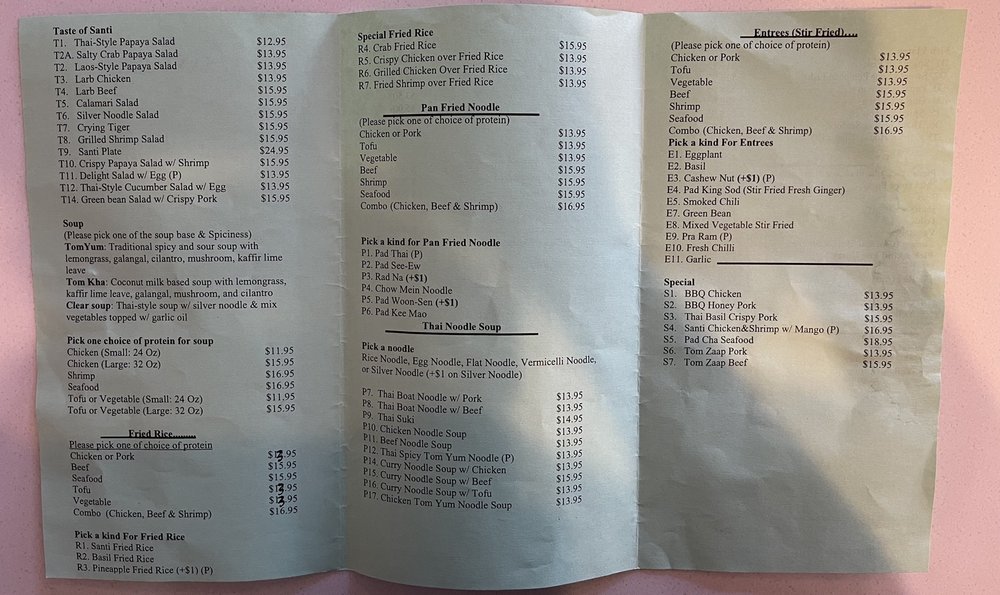 Taste of Santi
T1. Thai-Style Papaya Salad $12.95
T2A. Salty Crab Papaya Salad $13.95
T2. Laos-Style Papaya Salad $13.95
T3. Larb Chicken $13.95
T4. Larb Beef $15.95
T5. Calamari Salad $15.95
T6. Silver Noodle Salad $15.95
T7. Crying Tiger $15.95
T8. Grilled Shrimp Salad $15.95
T9. Santi Plate $24.95
T10. Crispy Papaya Salad w/ Shrimp $15.95
T11. Delight Salad w/ Egg (P) $13.95
T12. Thai-Style Cucumber Salad w/ Egg $13.95
T14. Green bean Salad w/ Crispy Pork $15.95
Soup
(Please pick one of the soup base & Spiciness)
TomYum: Traditional spicy and sour soup with
lemongrass, galangal, cilantro, mushroom, kaffir lime
leave
Tom Kha: Coconut milk based soup with lemongrass,
kaffir lime leave, galangal, mushroom, and cilantro
Clear soup: Thai-style soup w/ silver noodle & mix
vegetables topped w/ garlic oil
Pick one choice of protein for soup
Chicken (Small: 24 Oz) $11.95
Chicken (Large: 32 Oz) $15.95
Shrimp $16.95
Seafood $16.95
Tofu or Vegetable (Small: 24 Oz) $11.95
Tofu or Vegetable (Large: 32 Oz) $15.95
Fried Rice.........
Please pick one of choice of protein
Chicken or Pork $13.95
Beef $15.95
Seafood $15.95
Tofu $13.95
Vegetable $13.95
Combo (Chicken, Beef & Shrimp) $16.95
Pick a kind For Fried Rice
R1. Santi Fried Rice
R2. Basil Fried Rice
R3. Pineapple Fried Rice (+$1) (P)
Special Fried Rice
R4. Crab Fried Rice $15.95
R5. Crispy Chicken over Fried Rice $13.95
R6. Grilled Chicken Over Fried Rice $13.95
R7. Fried Shrimp over Fried Rice $13.95
Pan Fried Noodle
(Please pick one of choice of protein)
Chicken or Pork $13.95
Tofu $13.95
Vegetable $13.95
Beef $15.95
Shrimp $15.95
Seafood $15.95
Combo (Chicken, Beef & Shrimp) $16.95
Pick a kind for Pan Fried Noodle
P1. Pad Thai (P)
P2. Pad See-Ew
P3. Rad Na (+$1)
P4. Chow Mein Noodle
P5. Pad Woon-Sen (+$1)
P6. Pad Kee Mao
Thai Noodle Soup
Pick a noodle
Rice Noodle, Egg Noodle, Flat Noodle, Vermicelli Noodle,
or Silver Noodle (+$1 on Silver Noodle)
P7. Thai Boat Noodle w/ Pork $13.95
P8. Thai Boat Noodle w/ Beef $13.95
P9. Thai Suki $14.95
P10. Chicken Noodle Soup $13.95
P11. Beef Noodle Soup $13.95
P12. Thai Spicy Tom Yum Noodle (P) $13.95
P14. Curry Noodle Soup w/ Chicken $13.95
P15. Curry Noodle Soup w/ Beef $15.95
P16. Curry Noodle Soup w/ Tofu $13.95
P17. Chicken Tom Yum Noodle Soup $13.95
Entrees (Stir Fried)....
(Please pick one of choice of protein)
Chicken or Pork $13.95
Tofu $13.95
Vegetable $13.95
Beef $15.95
Shrimp $15.95
Seafood $15.95
Combo (Chicken, Beef & Shrimp) $16.95
Pick a kind For Entrees
E1. Eggplant
E2. Basil
E3. Cashew Nut (+$1) (P)
E4. Pad King Sod (Stir Fried Fresh Ginger)
E5. Smoked Chili
E7. Green Bean
E8. Mixed Vegetable Stir Fried
E9. Pra Ram (P)
E10. Fresh Chilli
E11. Garlic
Special
S1. BBQ Chicken $13.95
S2. BBQ Honey Pork $13.95
S3. Thai Basil Crispy Pork $15.95
S4. Santi Chicken&Shrimp w/ Mango (P) $16.95
S5. Pad Cha Seafood $18.95
S6. Tom Zaap Pork $13.95
S7. Tom Zaap Beef $15.95